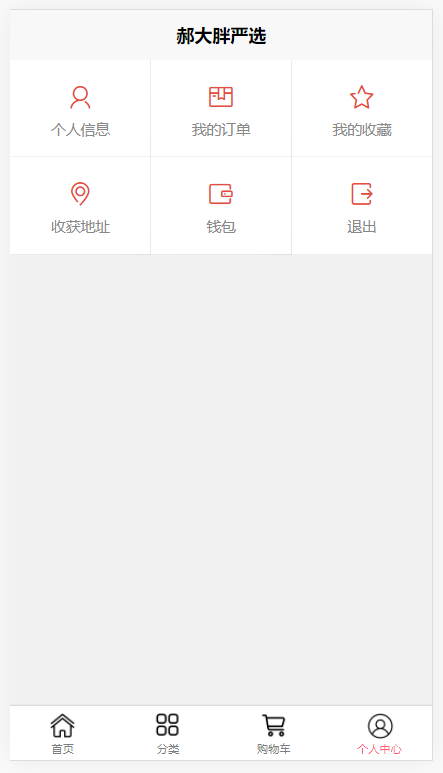 郝大胖严选
个人信息 我的订单 我的收藏
收获地址 钱包 退出
首页 分类 购物车 个人中心